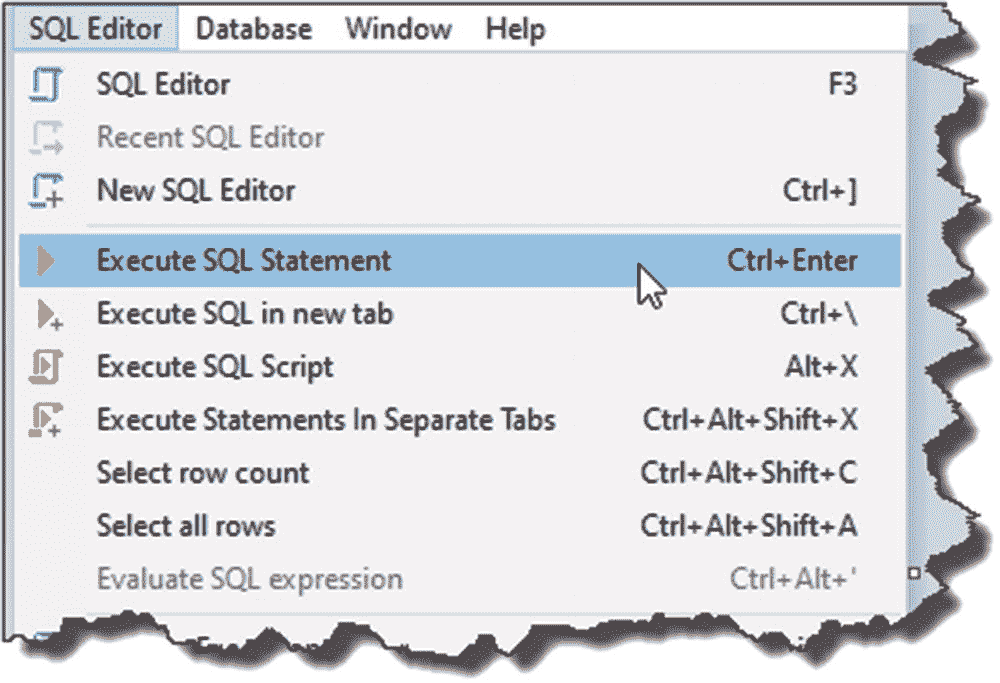 SQL Editor Database Window Help
SQL Editor F3
Recent SQL Editor
New SQL Editor Ctrl+]
Execute SQL Statement Ctrl+Enter
Execute SQL in new tab Ctrl+\
Execute SQL Script Alt+X
Execute Statements In Separate Tabs Ctrl+Alt+Shift+X
Select row count Ctrl+Alt+Shift+C
Select all rows Ctrl+Alt+Shift+A
Evaluate SQL expression Ctrl+Alt+'